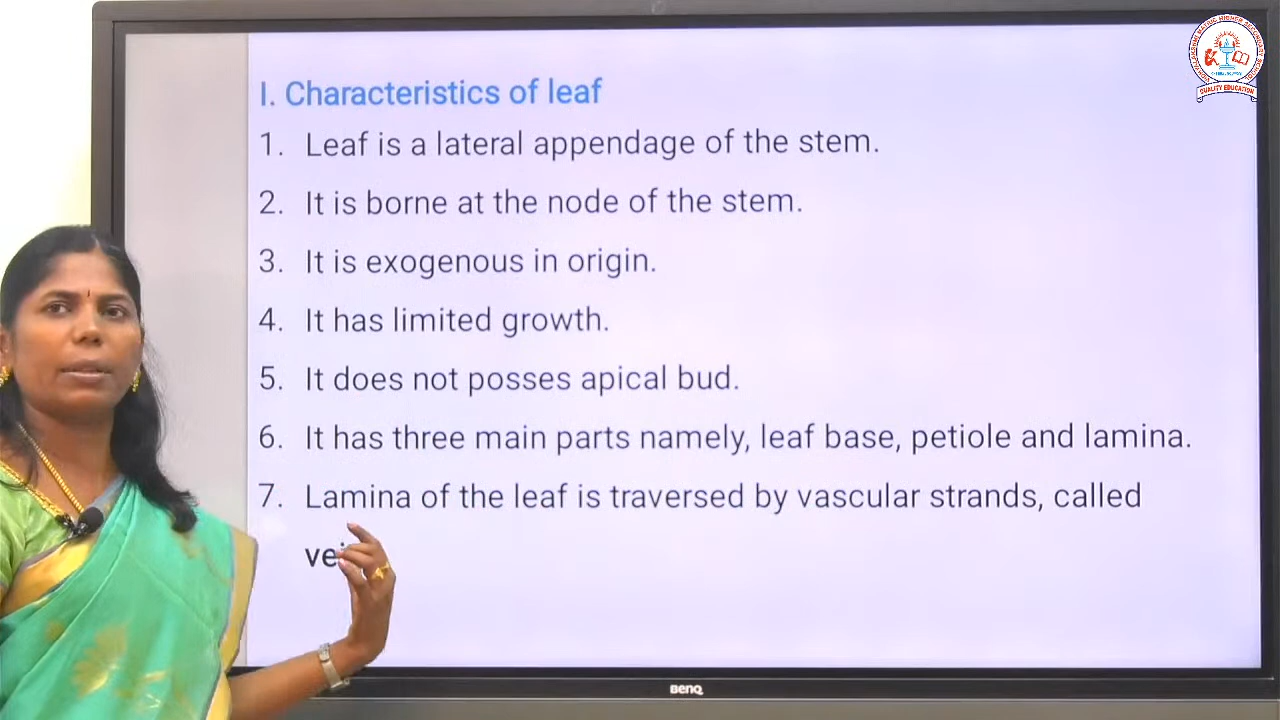 I. Characteristics of leaf
1. Leaf is a lateral appendage of the stem.
2. It is borne at the node of the stem.
3. It is exogenous in origin.
4. It has limited growth.
5. It does not posses apical bud.
6. It has three main parts namely, leaf base, petiole and lamina.
7. Lamina of the leaf is traversed by vascular strands, called
BenQ
QUALITY EDUCATION